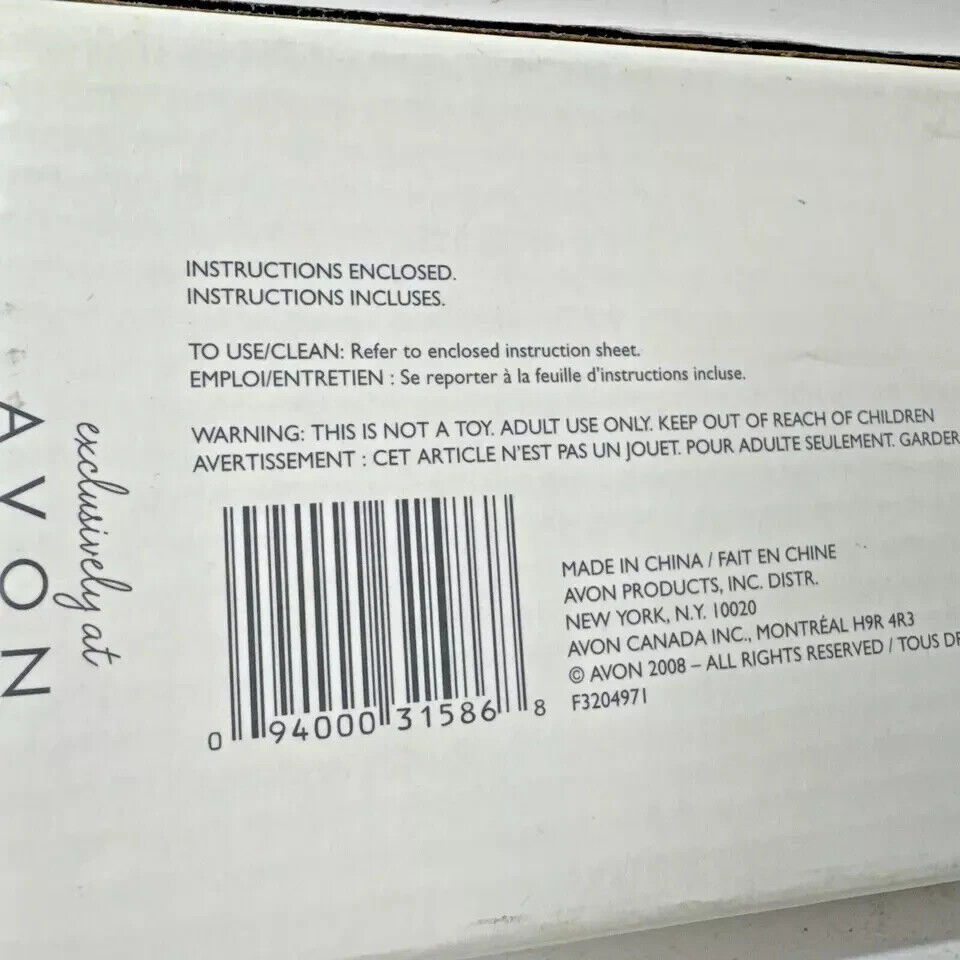 INSTRUCTIONS ENCLOSED.
INSTRUCTIONS INCLUSES.
TO USE/CLEAN: Refer to enclosed instruction sheet.
EMPLOI/ENTRETIEN : Se reporter à la feuille d'instructions incluse.
WARNING: THIS IS NOT A TOY. ADULT USE ONLY. KEEP OUT OF REACH OF CHILDREN
AVERTISSEMENT : CET ARTICLE N'EST PAS UN JOUET. POUR ADULTE SEULEMENT. GARDER
exclusively at
AVON
0 94000 31586 8
MADE IN CHINA / FAIT EN CHINE
AVON PRODUCTS, INC. DISTR.
NEW YORK, N.Y. 10020
AVON CANADA INC., MONTRÉAL H9R 4R3
© AVON 2008 – ALL RIGHTS RESERVED / TOUS
F3204971